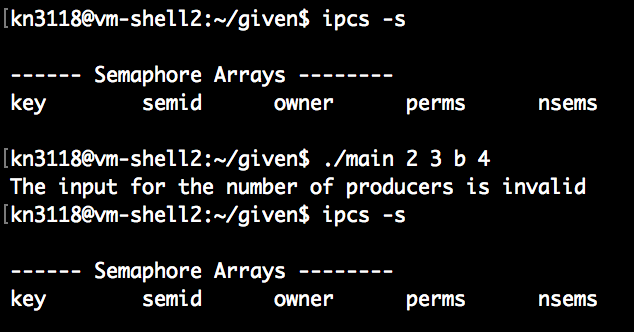 [kn3118@vm-shell2:~/given$ ipcs -s
------ Semaphore Arrays --------
key semid owner perms nsems
[kn3118@vm-shell2:~/given$ ./main 2 3 b 4
The input for the number of producers is invalid
[kn3118@vm-shell2:~/given$ ipcs -s
------ Semaphore Arrays --------
key semid owner perms nsems